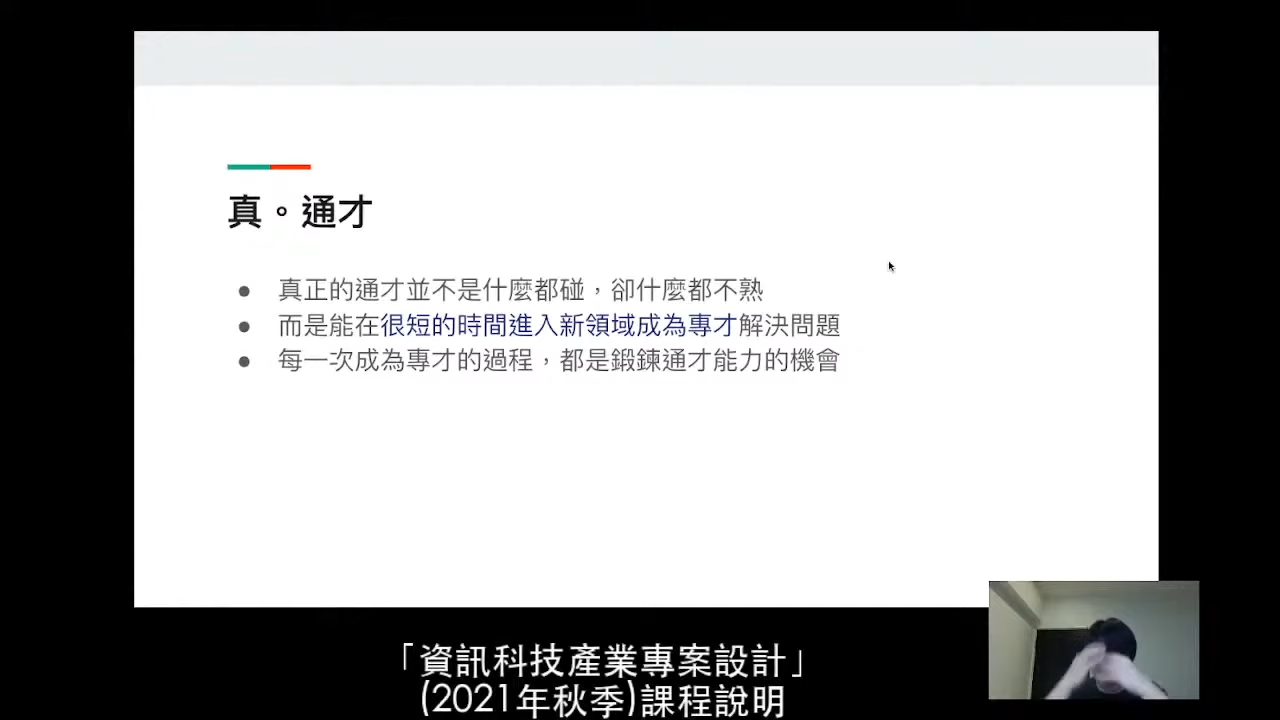 真。通才
真正的通才並不是什麼都碰，卻什麼都不熟
而是能在很短的時間進入新領域成為專才解決問題
每一次成為專才的過程，都是鍛鍊通才能力的機會
「資訊科技產業專案設計」
(2021年秋季)課程說明